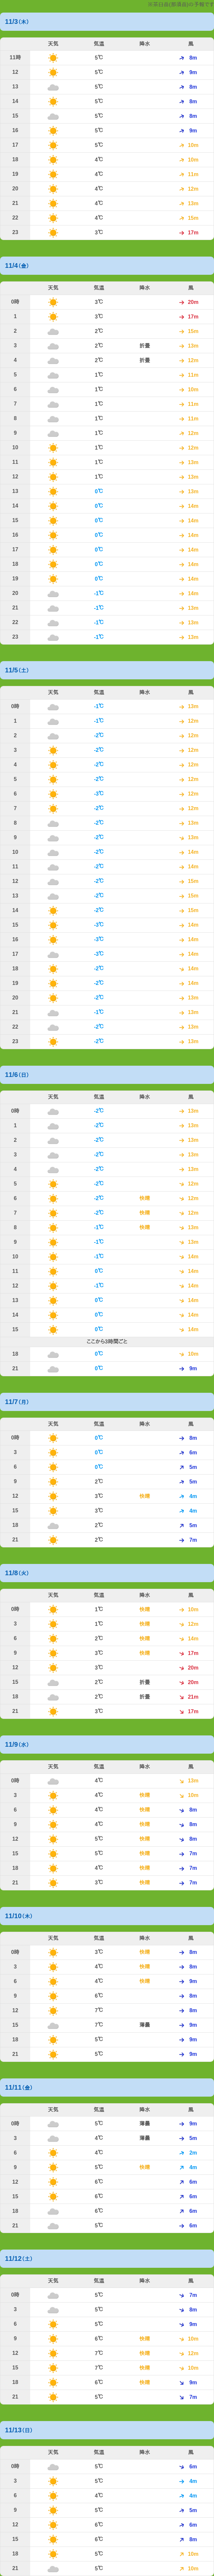 11/3(木)
天気 気温 降水 風
11時 5℃ 8m
12 5℃ 9m
13 5℃ 8m
14 5℃ 8m
15 5℃ 8m
16 5℃ 9m
17 5℃ 10m
18 4℃ 10m
19 4℃ 11m
20 4℃ 12m
21 4℃ 13m
22 4℃ 15m
23 3℃ 17m
11/4(金)
天気 気温 降水 風
0時 3℃ 20m
1 3℃ 17m
2 2℃ 15m
3 2℃ 折曇 13m
4 2℃ 折曇 12m
5 1℃ 11m
6 1℃ 10m
7 1℃ 11m
8 1℃ 11m
9 1℃ 12m
10 1℃ 12m
11 1℃ 13m
12 1℃ 13m
13 0℃ 13m
14 0℃ 14m
15 0℃ 14m
16 0℃ 14m
17 0℃ 14m
18 0℃ 14m
19 0℃ 14m
20 -1℃ 14m
21 -1℃ 13m
22 -1℃ 13m
23 -1℃ 13m
11/5(土)
天気 気温 降水 風
0時 -1℃ 13m
1 -1℃ 12m
2 -2℃ 12m
3 -2℃ 12m
4 -2℃ 12m
5 -2℃ 12m
6 -3℃ 12m
7 -2℃ 12m
8 -2℃ 13m
9 -2℃ 13m
10 -2℃ 14m
11 -2℃ 14m
12 -2℃ 15m
13 -2℃ 15m
14 -2℃ 15m
15 -3℃ 14m
16 -3℃ 14m
17 -3℃ 14m
18 -2℃ 14m
19 -2℃ 14m
20 -2℃ 13m
21 -1℃ 13m
22 -2℃ 13m
23 -2℃ 13m
11/6(日)
天気 気温 降水 風
0時 -2℃ 13m
1 -2℃ 13m
2 -2℃ 13m
3 -2℃ 13m
4 -2℃ 13m
5 -2℃ 12m
6 -2℃ 快晴 12m
7 -2℃ 快晴 12m
8 -1℃ 快晴 13m
9 -1℃ 13m
10 -1℃ 14m
11 0℃ 14m
12 -1℃ 14m
13 0℃ 14m
14 0℃ 14m
15 0℃ 14m
ここから3時間ごと
18 0℃ 10m
21 0℃ 9m
11/7(月)
天気 気温 降水 風
0時 0℃ 8m
3 0℃ 6m
6 0℃ 5m
9 2℃ 5m
12 3℃ 快晴 4m
15 3℃ 4m
18 2℃ 5m
21 2℃ 7m
11/8(火)
天気 気温 降水 風
0時 1℃ 快晴 10m
3 1℃ 快晴 12m
6 2℃ 快晴 14m
9 3℃ 快晴 17m
12 3℃ 20m
15 2℃ 折曇 20m
18 2℃ 折曇 21m
21 3℃ 17m
11/9(水)
天気 気温 降水 風
0時 4℃ 13m
3 4℃ 快晴 10m
6 4℃ 快晴 8m
9 4℃ 快晴 8m
12 5℃ 快晴 8m
15 5℃ 快晴 7m
18 4℃ 快晴 7m
21 3℃ 快晴 7m
11/10(木)
天気 気温 降水 風
0時 3℃ 快晴 8m
3 4℃ 快晴 8m
6 4℃ 快晴 9m
9 6℃ 8m
12 7℃ 8m
15 7℃ 薄曇 9m
18 5℃ 9m
21 5℃ 9m
11/11(金)
天気 気温 降水 風
0時 5℃ 薄曇 9m
3 4℃ 薄曇 5m
6 4℃ 2m
9 5℃ 快晴 4m
12 6℃ 6m
15 6℃ 6m
18 6℃ 6m
21 5℃ 6m
11/12(土)
天気 気温 降水 風
0時 5℃ 7m
3 5℃ 8m
6 5℃ 9m
9 6℃ 快晴 10m
12 7℃ 快晴 12m
15 7℃ 快晴 10m
18 6℃ 快晴 9m
21 5℃ 7m
11/13(日)
天気 気温 降水 風
0時 5℃ 6m
3 5℃ 4m
6 4℃ 4m
9 5℃ 5m
12 6℃ 6m
15 6℃ 8m
18 5℃ 10m
21 5℃ 10m